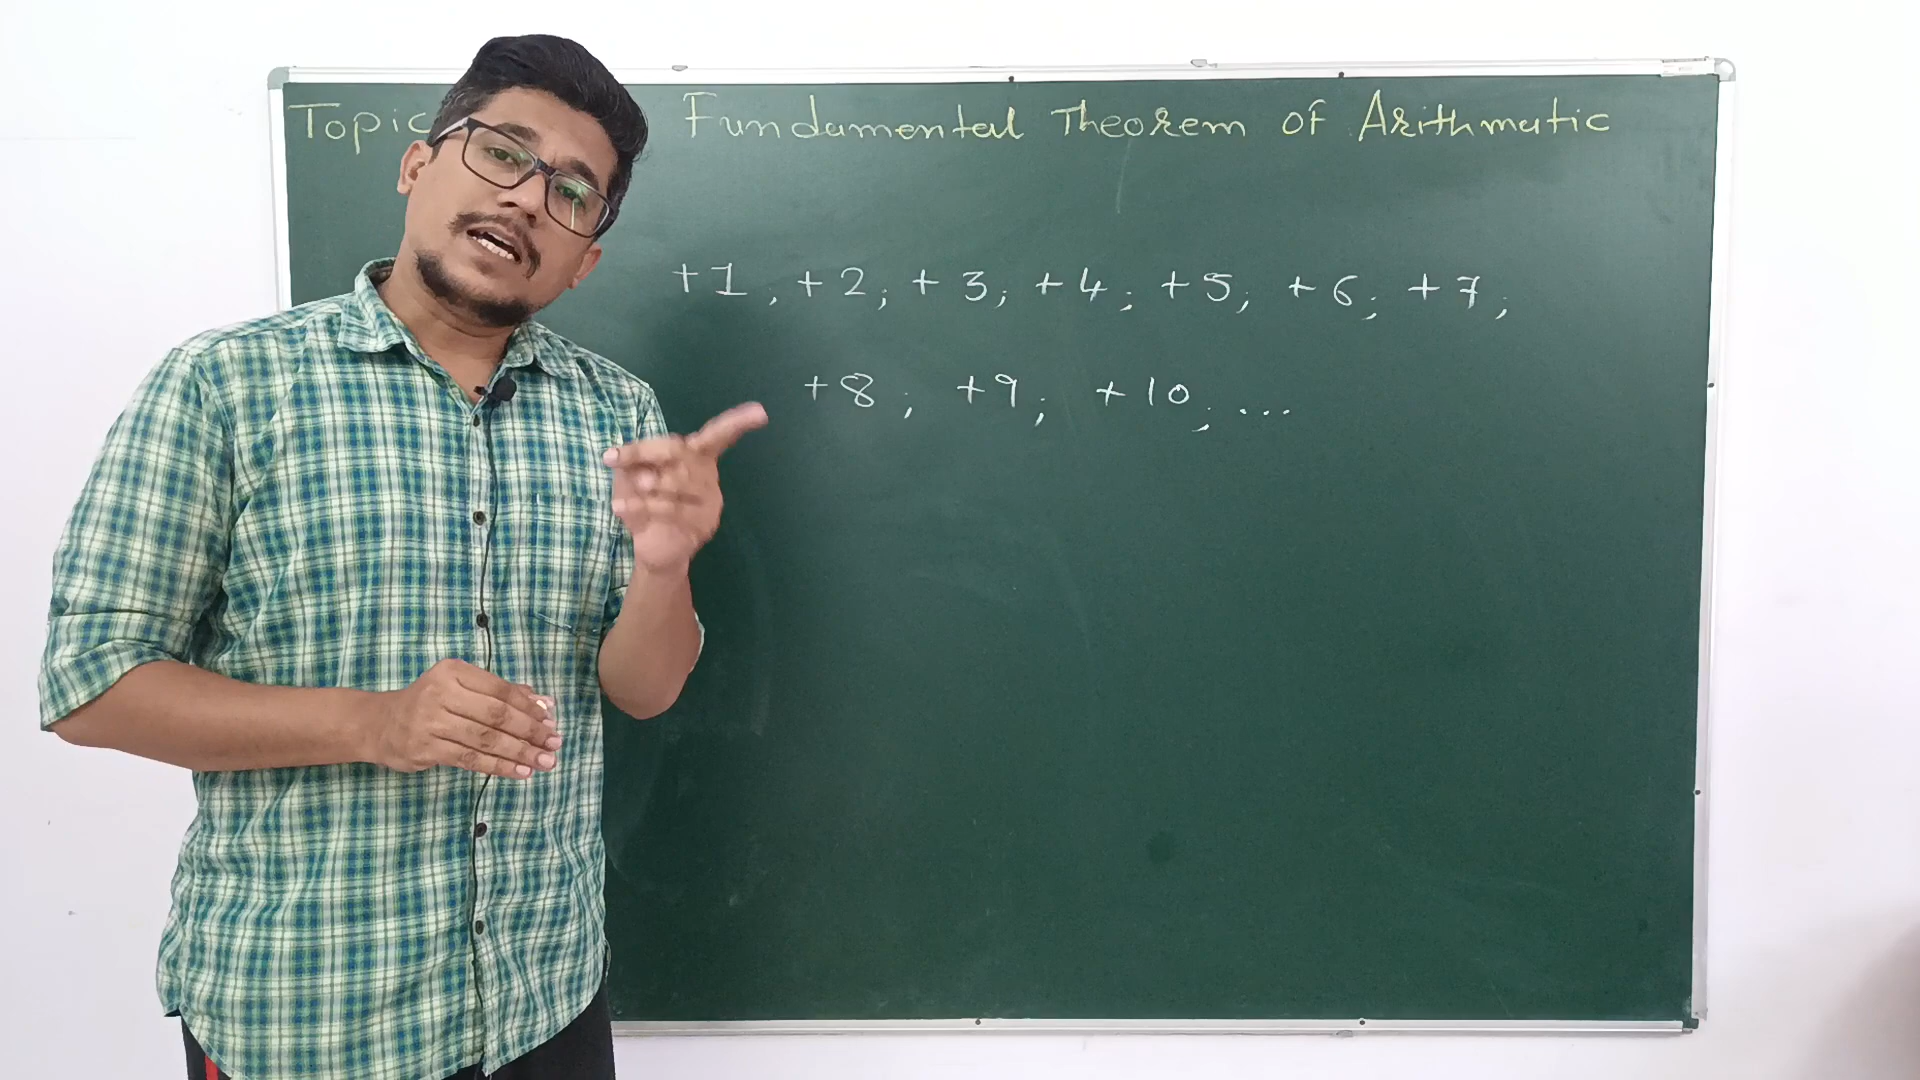 Topic Fundamental Theorem of Arithmatic
+1, +2; +3; +4; +5; +6; +7;
+8; +9; +10; ...